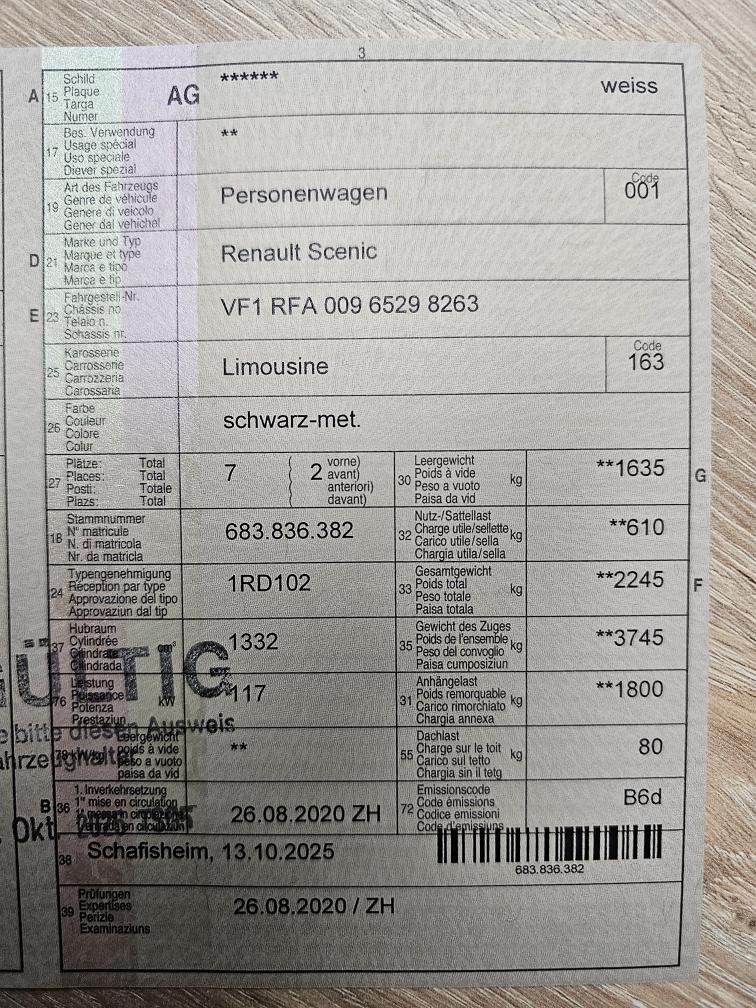 3
A 15 Schild
Plaque
Targa
Numer
AG ****** weiss
17 Bes. Verwendung
Usage spécial
Uso speciale
Diever spezial
**
19 Art des Fahrzeugs
Genre de véhicule
Genere di veicolo
Gener dal vehichel
Personenwagen
Code
001
D 21 Marke und Typ
Marque et type
Marca e tipo
Marca e tip
Renault Scenic
E 23 Fahrgestell-Nr.
Châssis no
Telaio n.
Schassis nr.
VF1 RFA 009 6529 8263
25 Karosserie
Carrosserie
Carrozzeria
Carossaria
Limousine
Code
163
26 Farbe
Couleur
Colore
Colur
schwarz-met.
27 Plätze: Total
Places: Total
Posti: Totale
Plazs: Total
7
2 vorne)
avant)
anteriori)
davant)
30 Leergewicht
Poids à vide
Peso a vuoto
Paisa da vid
kg
**1635
G
18 Stammnummer
N° matricule
N. di matricola
Nr. da matricla
683.836.382
32 Nutz-/Sattellast
Charge utile/sellette
Carico utile/sella
Chargia utila/sella
kg
**610
24 Typengenehmigung
Réception par type
Approvazione del tipo
Approvaziun dal tip
1RD102
33 Gesamtgewicht
Poids total
Peso totale
Paisa totala
kg
**2245
F
37 Hubraum
Cylindrée
Cilindrata
Cilindrada
cm³
1332
35 Gewicht des Zuges
Poids de l'ensemble
Peso del convoglio
Paisa cumposiziun
kg
**3745
76 Leistung
Puissance
Potenza
Prestaziun
kW
117
31 Anhängelast
Poids remorquable
Carico rimorchiato
Chargia annexa
kg
**1800
Leergewicht
poids à vide
peso a vuoto
paisa da vid
**
55 Dachlast
Charge sur le toit
Carico sul tetto
Chargia sin il tetg
kg
80
B 36 1. Inverkehrsetzung
1re mise en circulation
26.08.2020 ZH
72 Emissionscode
Code émissions
Codice emissioni
Code d'emissiuns
B6d
38 Schafisheim, 13.10.2025
683.836.382
39 Prüfungen
Expertises
Perizie
Examinaziuns
26.08.2020 / ZH
ÜLTIG
bitte diesen Ausweis
Okt.